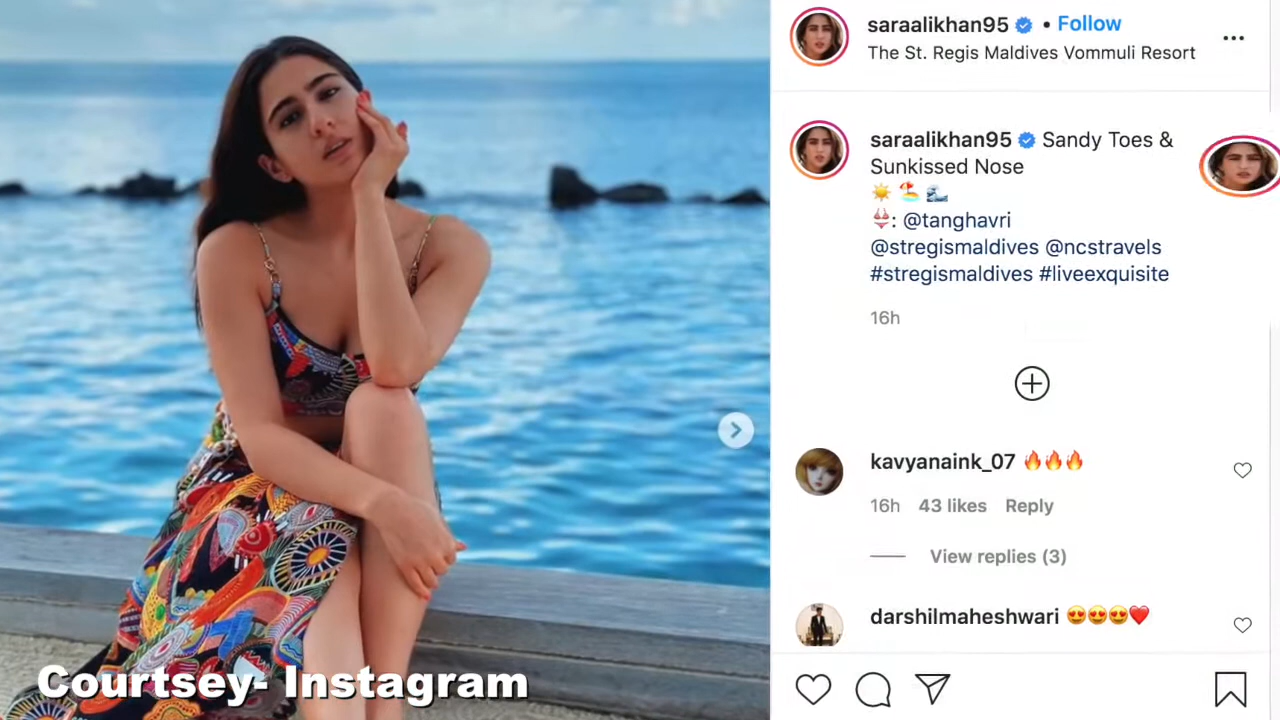 saraalikhan95 • Follow
The St. Regis Maldives Vommuli Resort
saraalikhan95 Sandy Toes &
Sunkissed Nose
☀️ 🏖️ 🌊
👙: @tanghavri
@stregismaldives @ncstravels
#stregismaldives #liveexquisite
16h
kavyanaink_07 🔥🔥🔥
16h 43 likes Reply
View replies (3)
darshilmaheshwari 😍😍😍❤️
Courtsey- Instagram